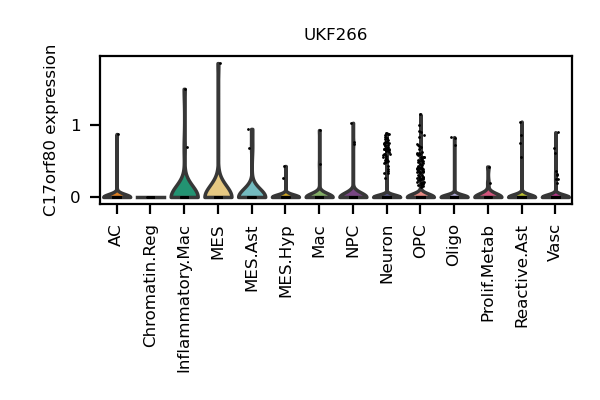 UKF266
C17orf80 expression
1
0
AC
Chromatin.Reg
Inflammatory.Mac
MES
MES.Ast
MES.Hyp
Mac
NPC
Neuron
OPC
Oligo
Prolif.Metab
Reactive.Ast
Vasc